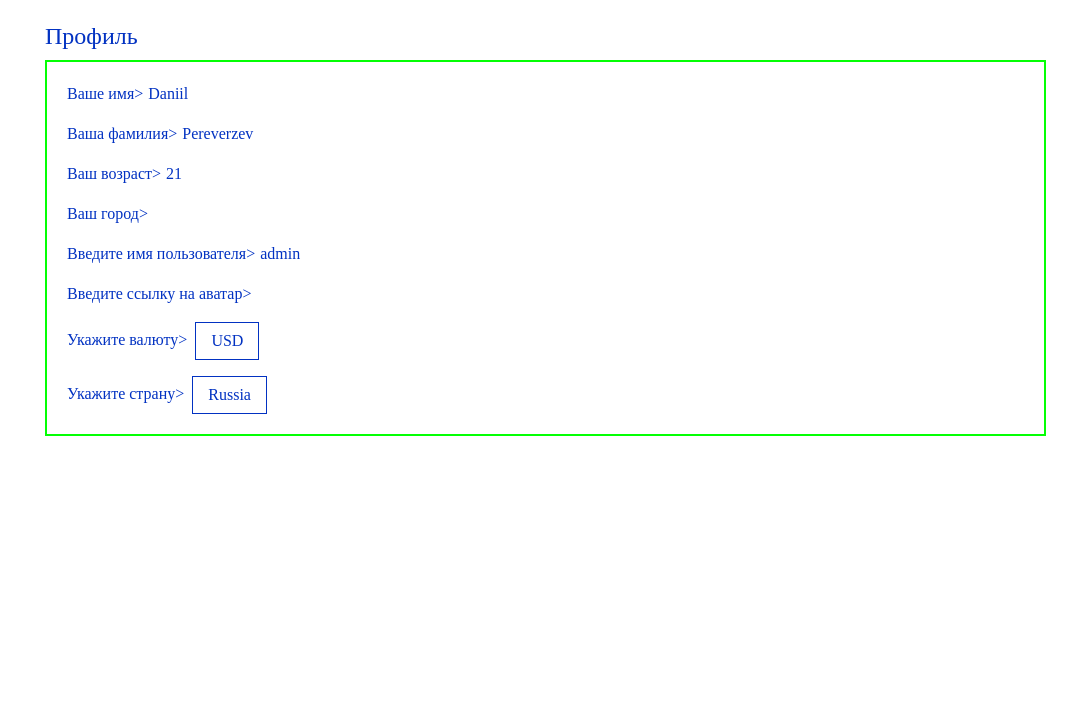 Профиль
Ваше имя> Daniil
Ваша фамилия> Pereverzev
Ваш возраст> 21
Ваш город>
Введите имя пользователя> admin
Введите ссылку на аватар>
Укажите валюту> USD
Укажите страну> Russia